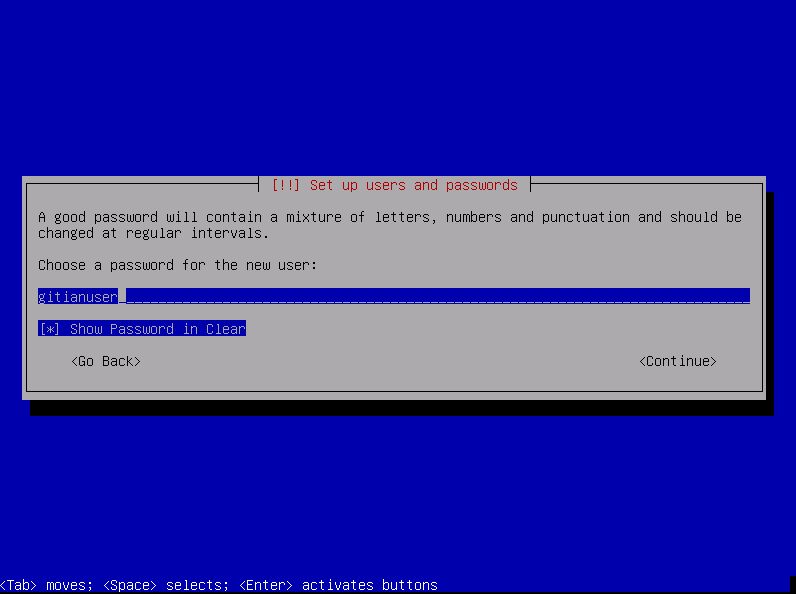 [!!] Set up users and passwords
A good password will contain a mixture of letters, numbers and punctuation and should be
changed at regular intervals.
Choose a password for the new user:
gitianuser
[*] Show Password in Clear
<Go Back> <Continue>
<Tab> moves; <Space> selects; <Enter> activates buttons